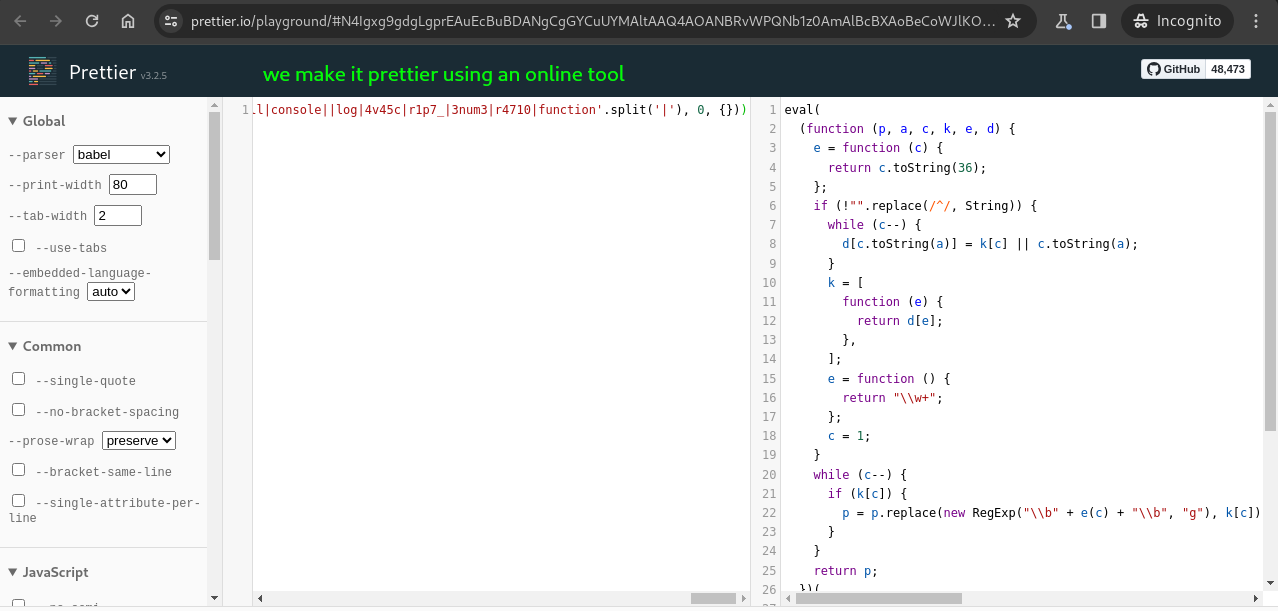 prettier.io/playground/#N4Igxg9gdgLgprEAuEcBuBDANgCgGYCuUYMAltAAQ4AOANBRvWPQNb1z0AmAlBcBXAoBeCoWJlKO... Incognito
Prettier v3.2.5 we make it prettier using an online tool GitHub 48,473
Global
--parser babel
--print-width 80
--tab-width 2
--use-tabs
--embedded-language-
formatting auto
Common
--single-quote
--no-bracket-spacing
--prose-wrap preserve
--bracket-same-line
--single-attribute-per-
line
JavaScript
1 ll|console||log|4v45c|r1p7_|3num3|r4710|function'.split('|'), 0, {}))
1 eval(
2 (function (p, a, c, k, e, d) {
3 e = function (c) {
4 return c.toString(36);
5 };
6 if (!"".replace(/^/, String)) {
7 while (c--) {
8 d[c.toString(a)] = k[c] || c.toString(a);
9 }
10 k = [
11 function (e) {
12 return d[e];
13 },
14 ];
15 e = function () {
16 return "\\w+";
17 };
18 c = 1;
19 }
20 while (c--) {
21 if (k[c]) {
22 p = p.replace(new RegExp("\\b" + e(c) + "\\b", "g"), k[c])
23 }
24 }
25 return p;
26 })(